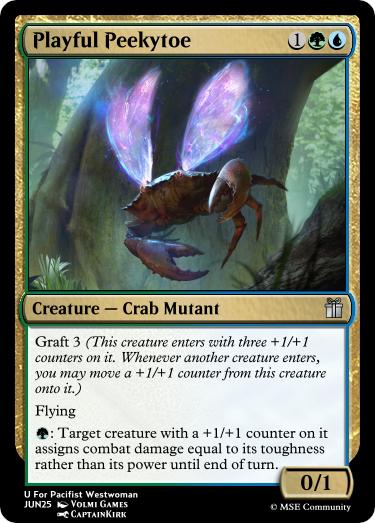 Playful Peekytoe
1
Creature — Crab Mutant
Graft 3 (This creature enters with three +1/+1
counters on it. Whenever another creature enters,
you may move a +1/+1 counter from this creature
onto it.)
Flying
: Target creature with a +1/+1 counter on it
assigns combat damage equal to its toughness
rather than its power until end of turn.
0/1
U For Pacifist Westwoman
JUN25 Volmi Games
CaptainKirk
© MSE Community